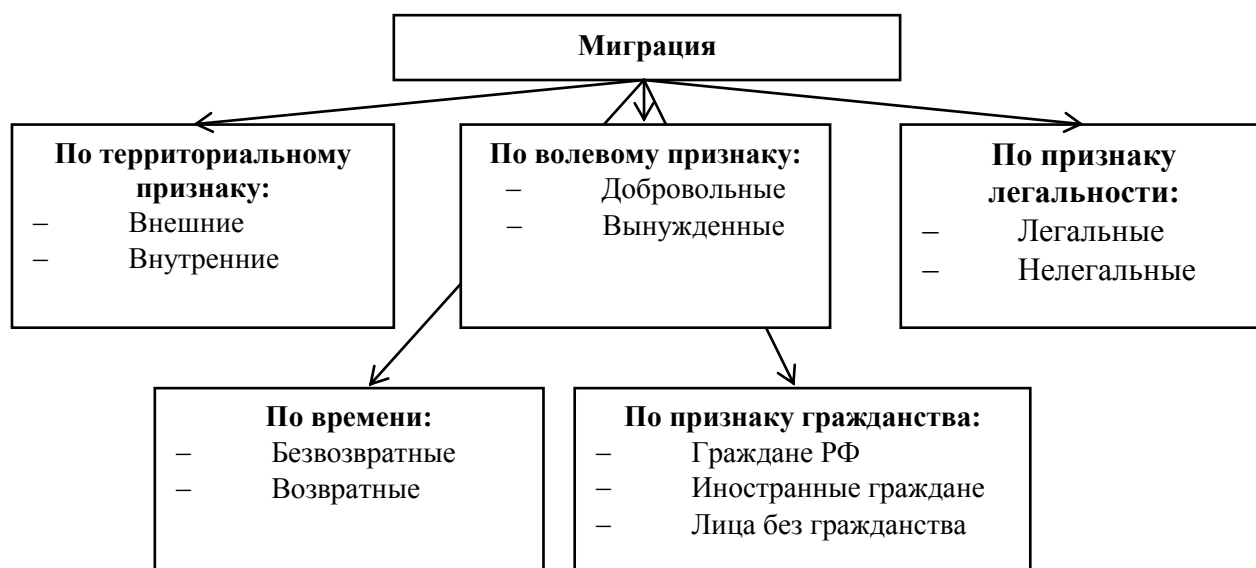 Миграция
По территориальному
признаку:
– Внешние
– Внутренние
По волевому признаку:
– Добровольные
– Вынужденные
По признаку
легальности:
– Легальные
– Нелегальные
По времени:
– Безвозвратные
– Возвратные
По признаку гражданства:
– Граждане РФ
– Иностранные граждане
– Лица без гражданства